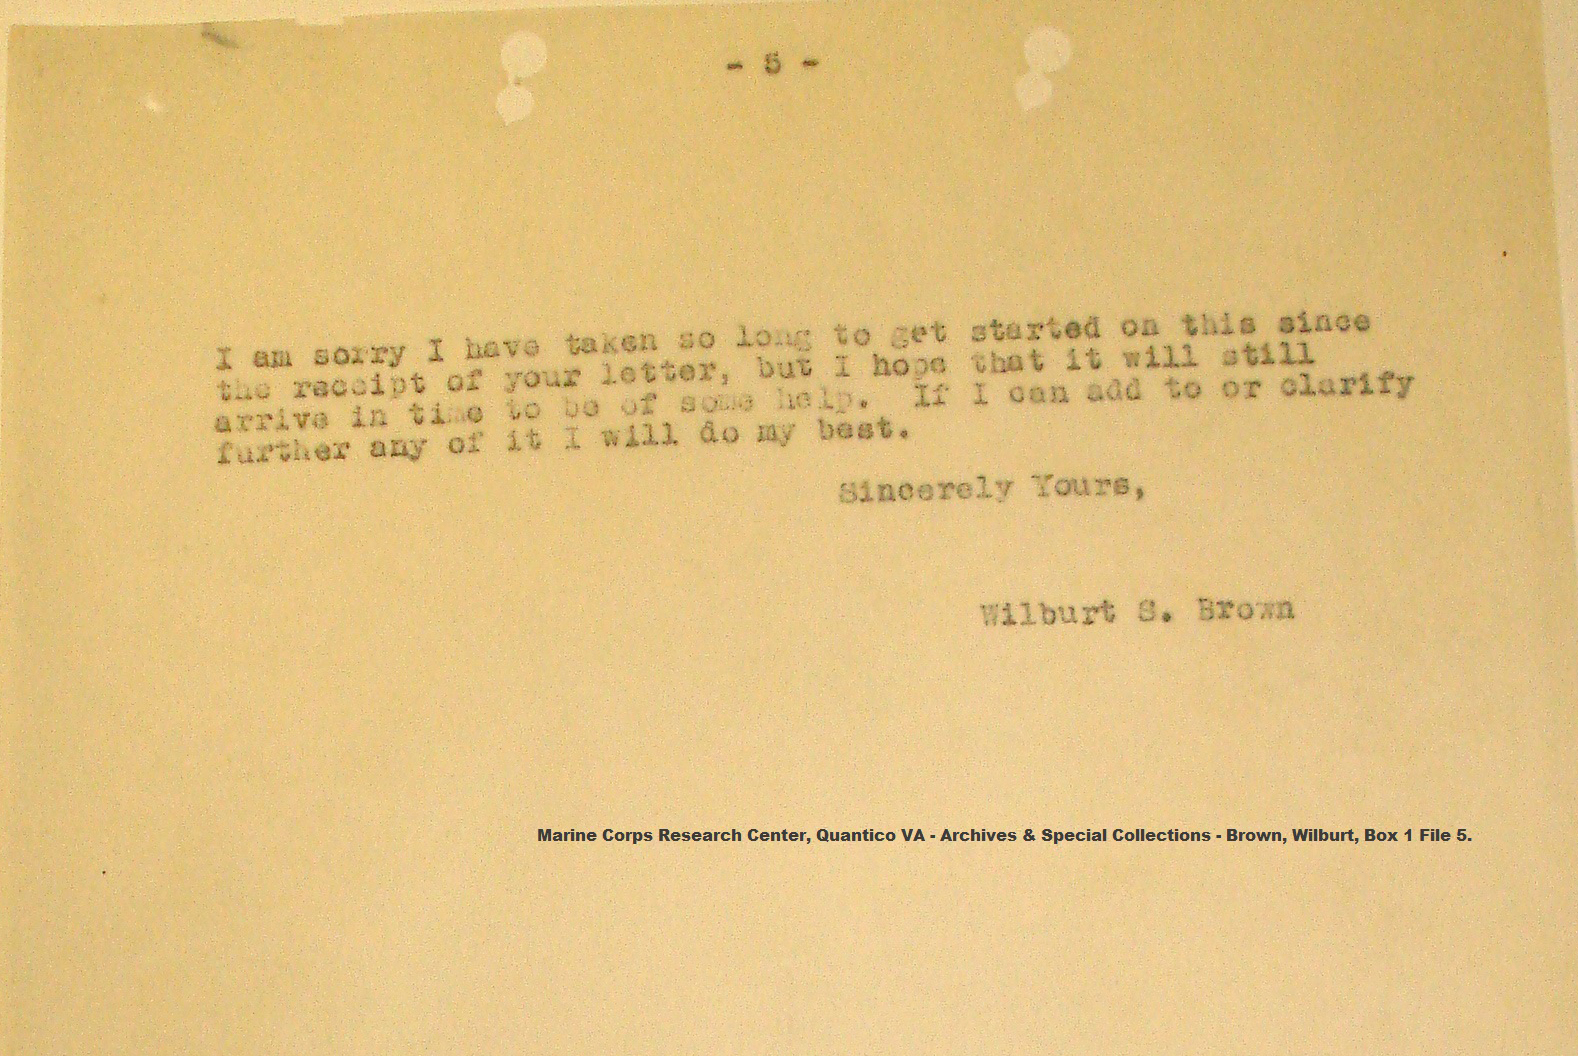 - 5 -
I am sorry I have taken so long to get started on this since
the receipt of your letter, but I hope that it will still
arrive in time to be of some help. If I can add to or clarify
further any of it I will do my best.
Sincerely Yours,
Wilburt S. Brown
Marine Corps Research Center, Quantico VA - Archives & Special Collections - Brown, Wilburt, Box 1 File 5.